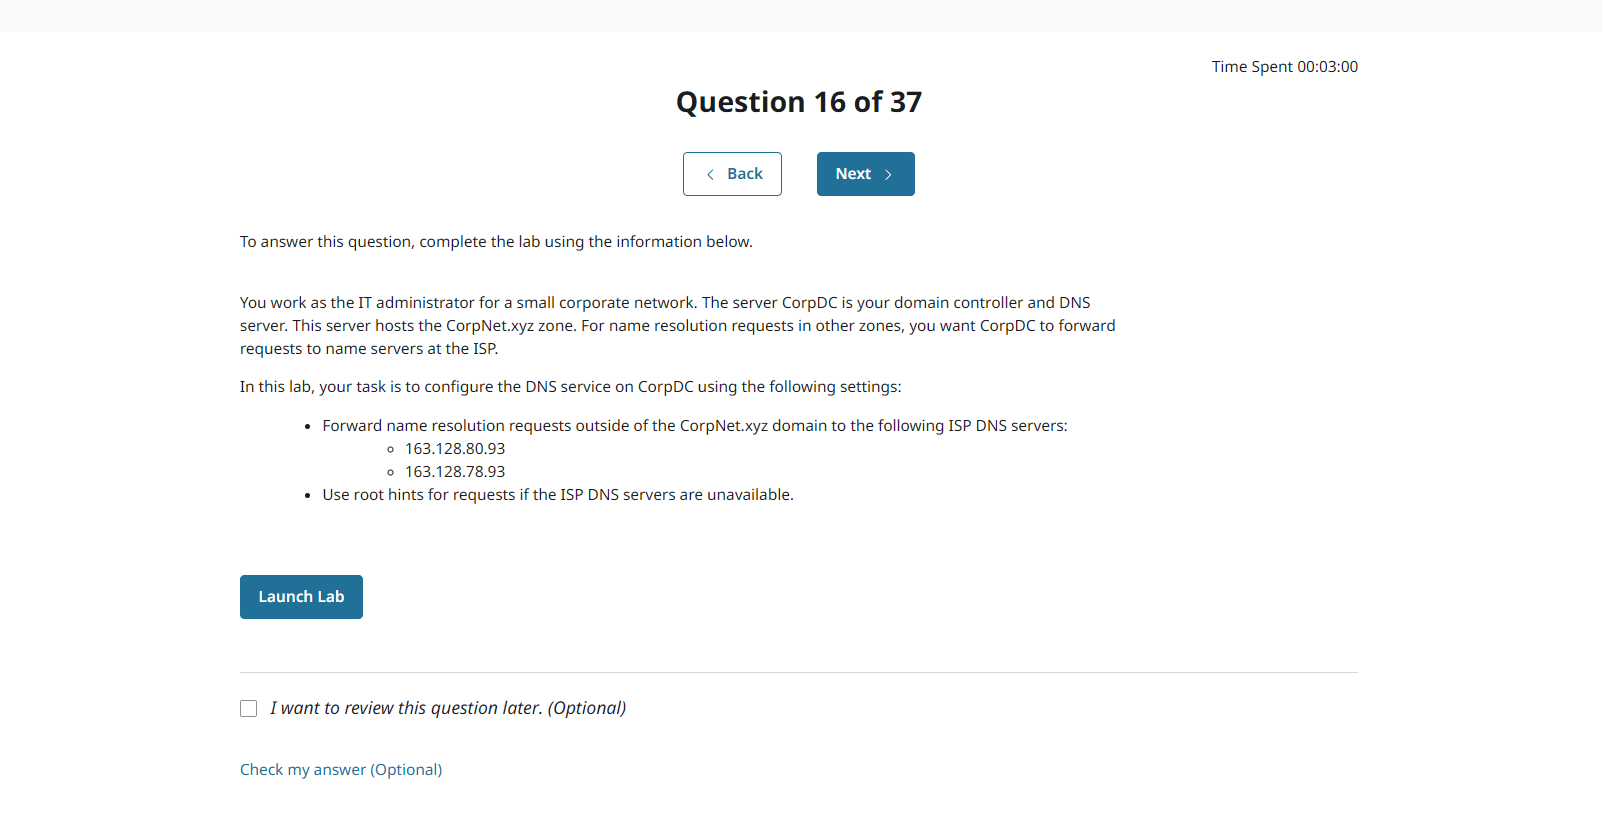 Time Spent 00:03:00
Question 16 of 37
Back
Next
To answer this question, complete the lab using the information below.
You work as the IT administrator for a small corporate network. The server CorpDC is your domain controller and DNS
server. This server hosts the CorpNet.xyz zone. For name resolution requests in other zones, you want CorpDC to forward
requests to name servers at the ISP.
In this lab, your task is to configure the DNS service on CorpDC using the following settings:
• Forward name resolution requests outside of the CorpNet.xyz domain to the following ISP DNS servers:
◦ 163.128.80.93
◦ 163.128.78.93
• Use root hints for requests if the ISP DNS servers are unavailable.
Launch Lab
I want to review this question later. (Optional)
Check my answer (Optional)